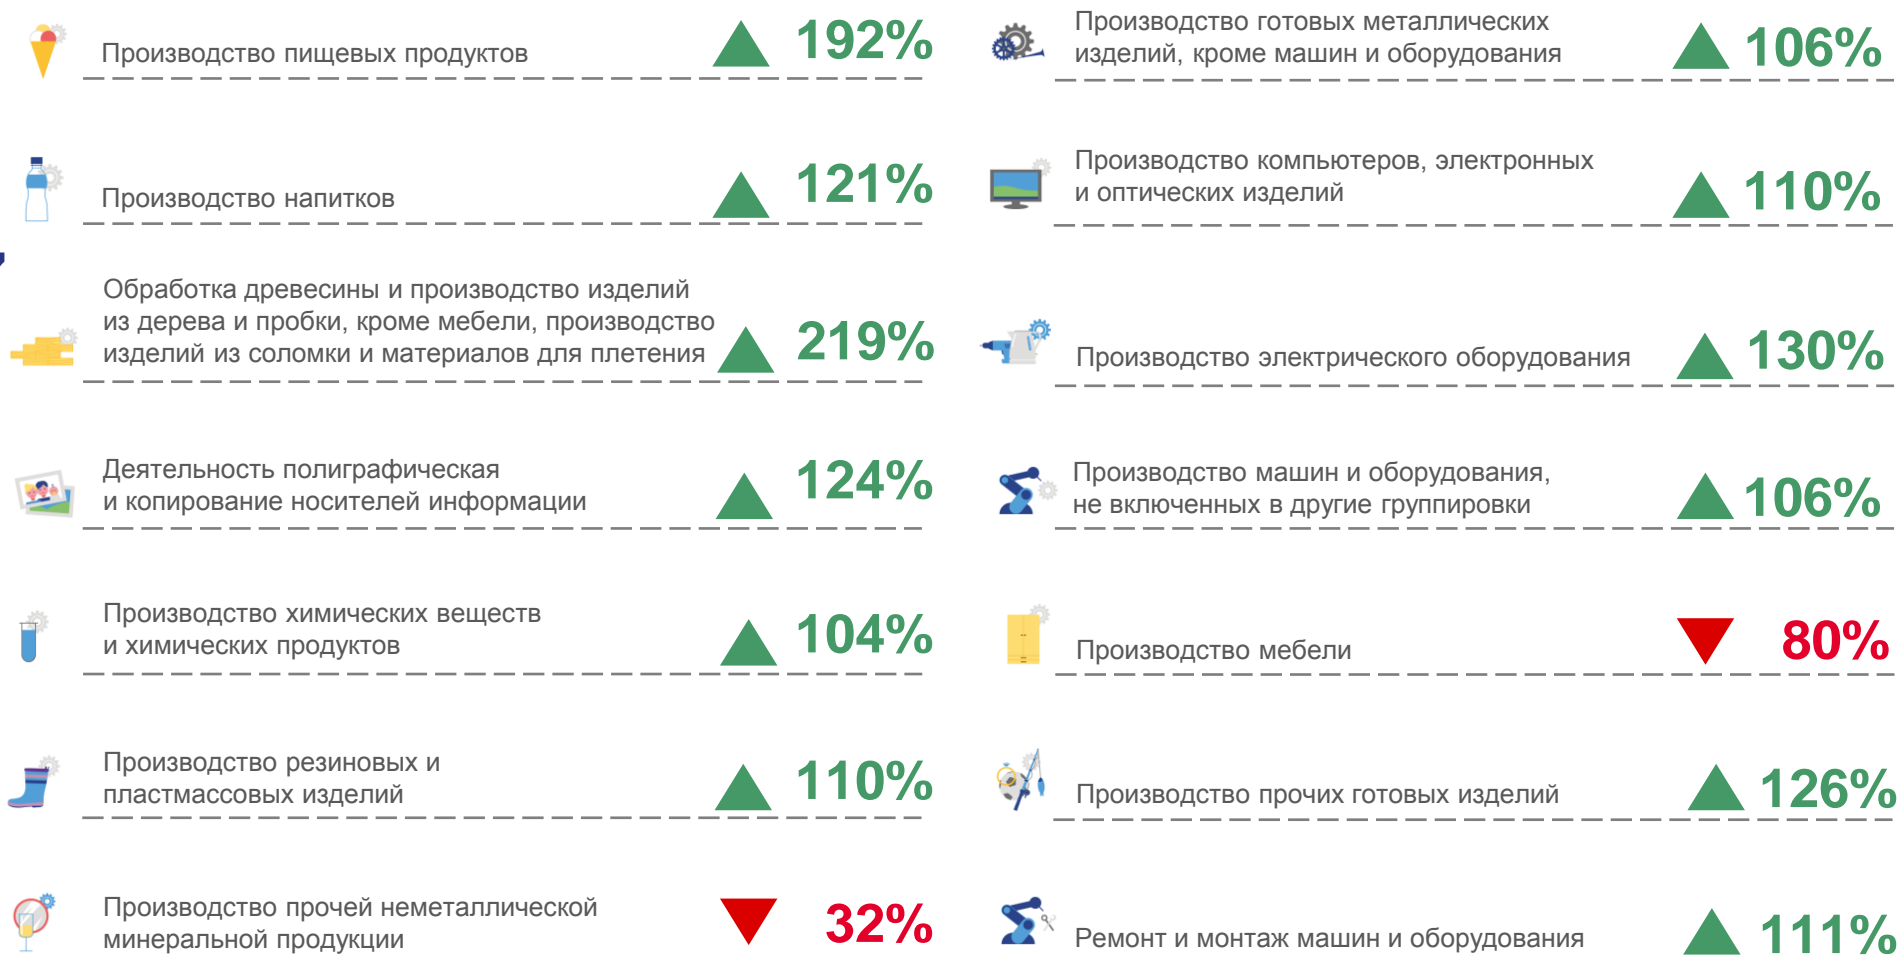 Производство пищевых продуктов
192%
Производство напитков
121%
Обработка древесины и производство изделий
из дерева и пробки, кроме мебели, производство
изделий из соломки и материалов для плетения
219%
Деятельность полиграфическая
и копирование носителей информации
124%
Производство химических веществ
и химических продуктов
104%
Производство резиновых и
пластмассовых изделий
110%
Производство прочей неметаллической
минеральной продукции
32%
Производство готовых металлических
изделий, кроме машин и оборудования
106%
Производство компьютеров, электронных
и оптических изделий
110%
Производство электрического оборудования
130%
Производство машин и оборудования,
не включенных в другие группировки
106%
Производство мебели
80%
Производство прочих готовых изделий
126%
Ремонт и монтаж машин и оборудования
111%